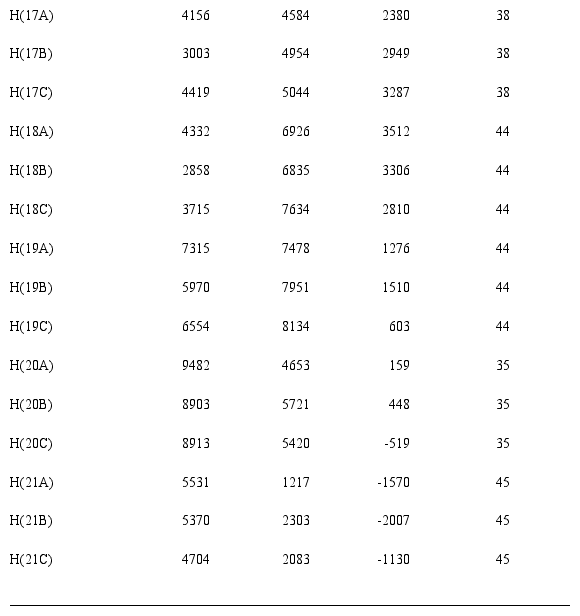 H(17A) 4156 4584 2380 38
H(17B) 3003 4954 2949 38
H(17C) 4419 5044 3287 38
H(18A) 4332 6926 3512 44
H(18B) 2858 6835 3306 44
H(18C) 3715 7634 2810 44
H(19A) 7315 7478 1276 44
H(19B) 5970 7951 1510 44
H(19C) 6554 8134 603 44
H(20A) 9482 4653 159 35
H(20B) 8903 5721 448 35
H(20C) 8913 5420 -519 35
H(21A) 5531 1217 -1570 45
H(21B) 5370 2303 -2007 45
H(21C) 4704 2083 -1130 45